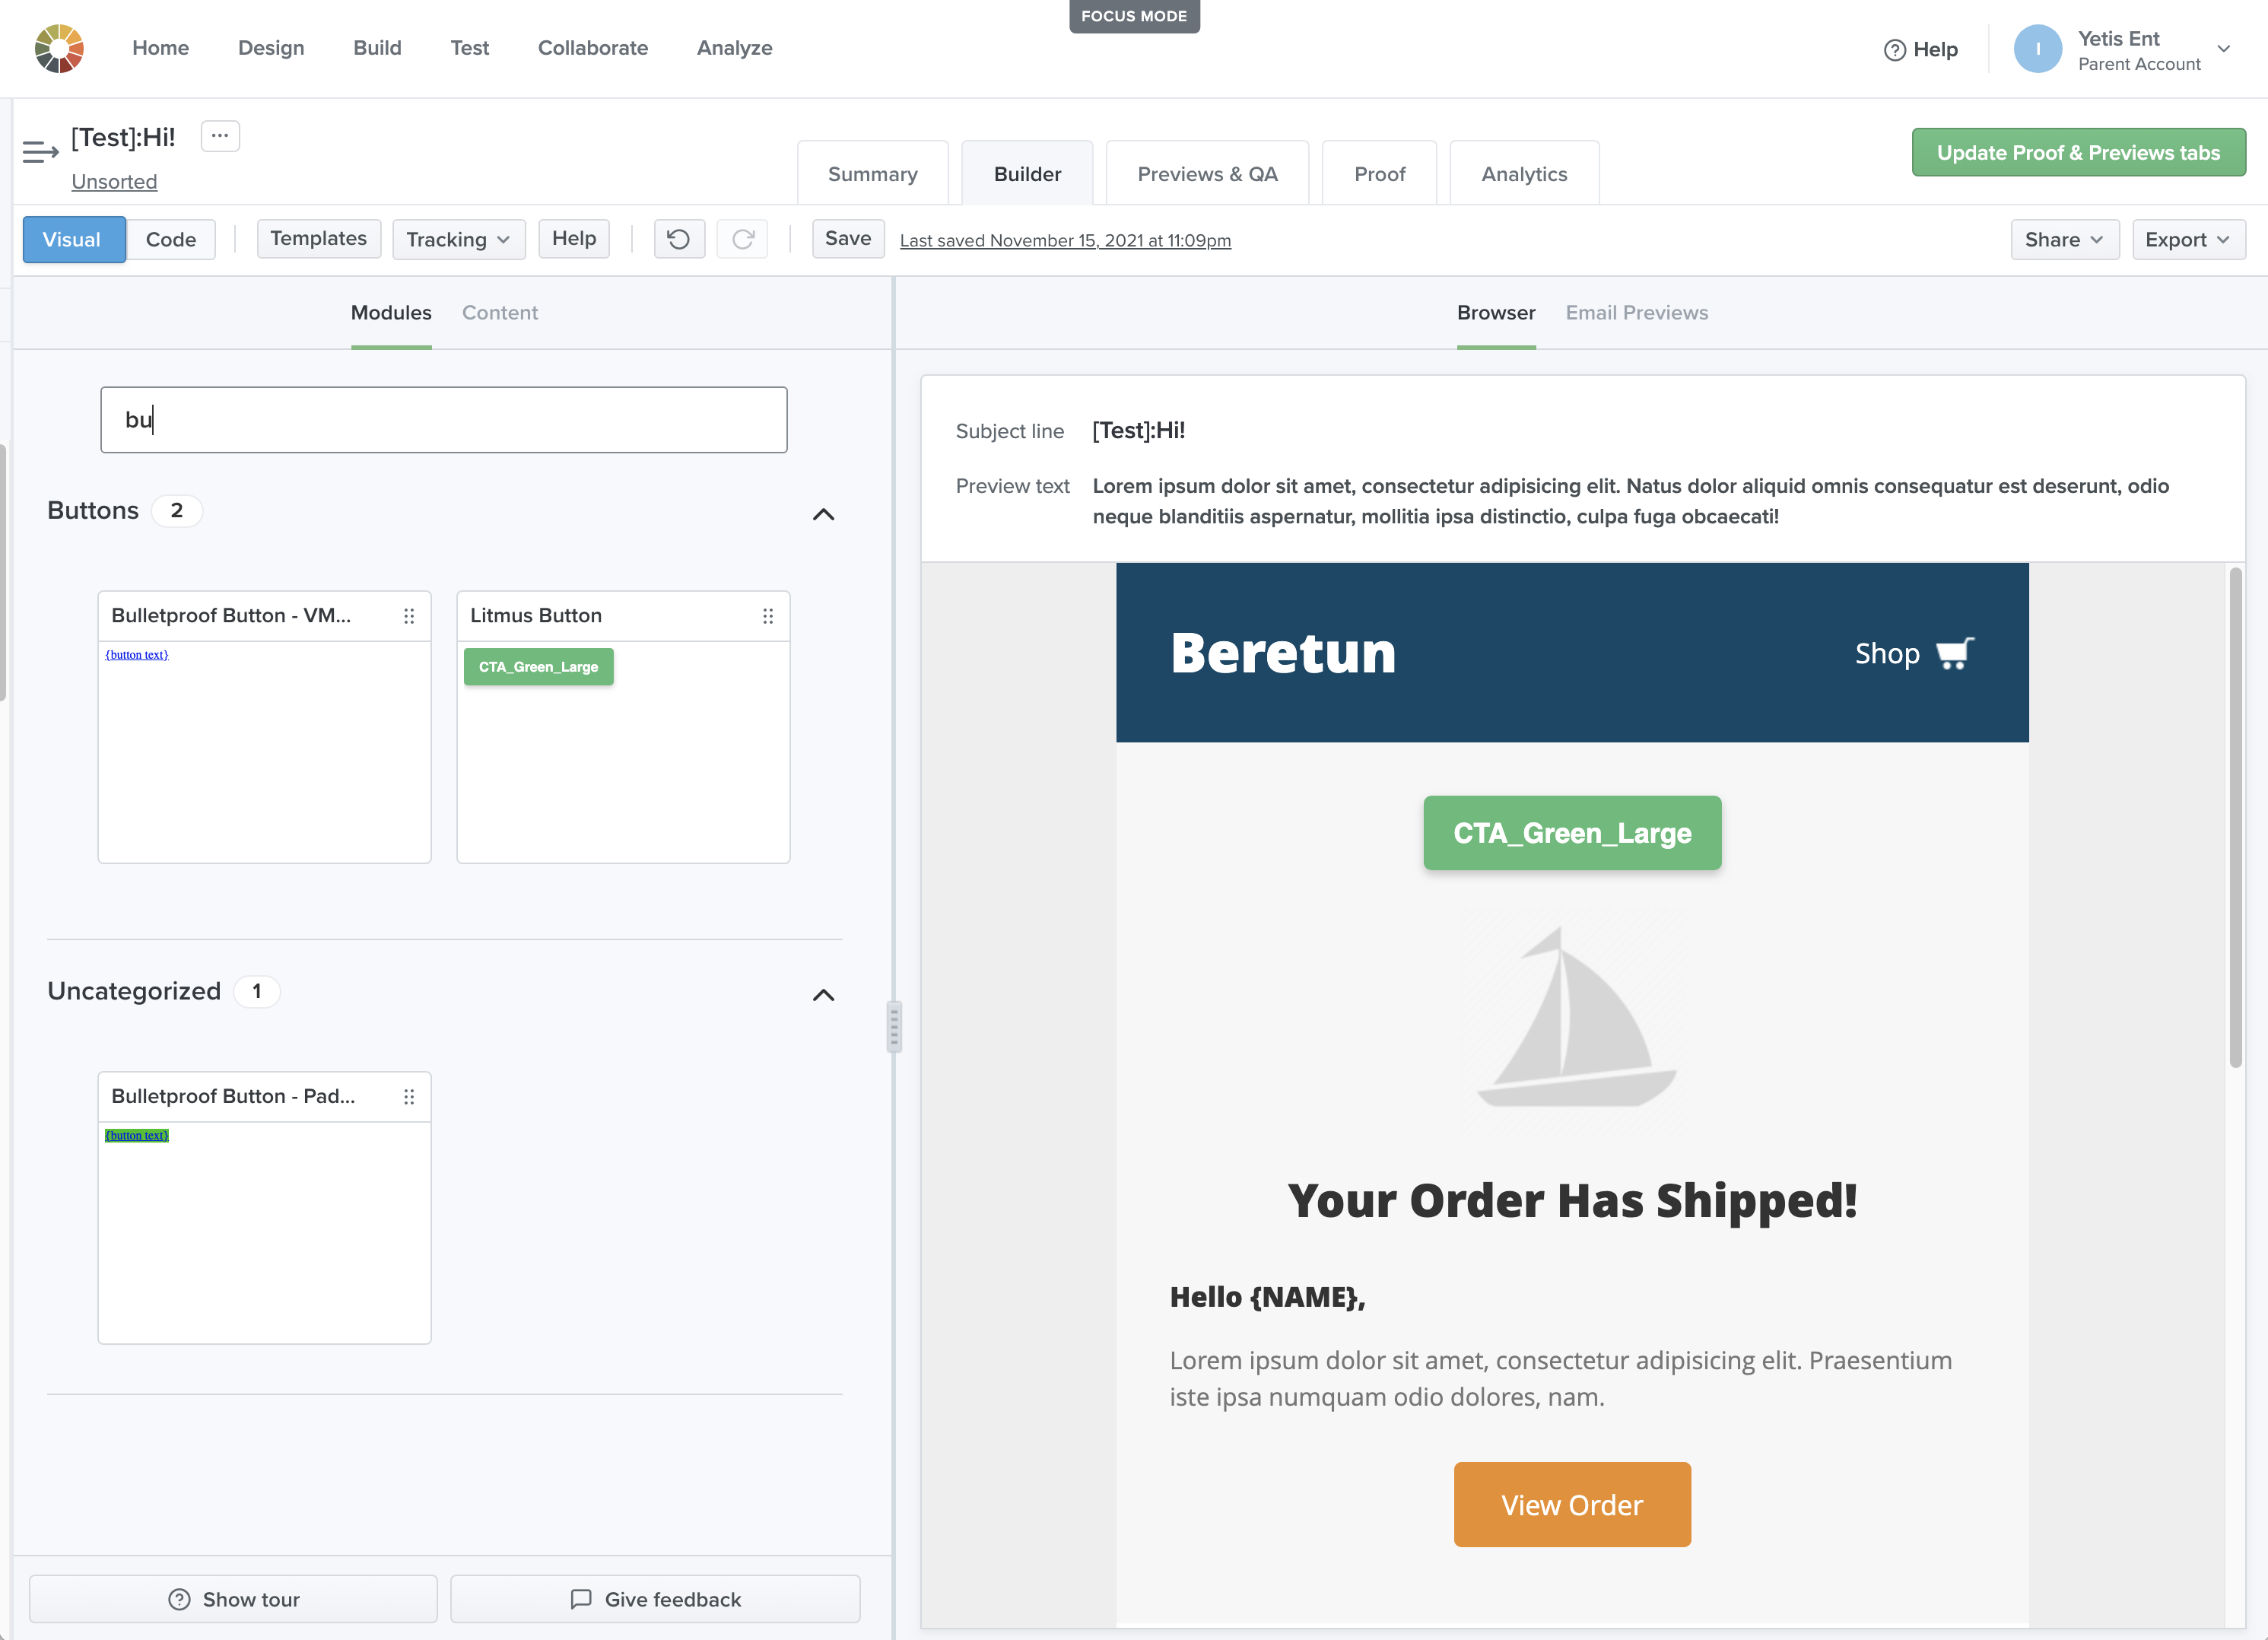 FOCUS MODE
Home Design Build Test Collaborate Analyze
Help
I
Yetis Ent
Parent Account
[Test]:Hi!
Unsorted
Summary Builder Previews & QA Proof Analytics
Update Proof & Previews tabs
Visual Code Templates Tracking Help Save Last saved November 15, 2021 at 11:09pm Share Export
Modules Content
bu
Buttons 2
Bulletproof Button - VM...
{button text}
Litmus Button
CTA_Green_Large
Uncategorized 1
Bulletproof Button - Pad...
{button text}
Show tour
Give feedback
Browser Email Previews
Subject line [Test]:Hi!
Preview text Lorem ipsum dolor sit amet, consectetur adipisicing elit. Natus dolor aliquid omnis consequatur est deserunt, odio
neque blanditiis aspernatur, mollitia ipsa distinctio, culpa fuga obcaecati!
Beretun
Shop
CTA_Green_Large
Your Order Has Shipped!
Hello {NAME},
Lorem ipsum dolor sit amet, consectetur adipisicing elit. Praesentium
iste ipsa numquam odio dolores, nam.
View Order